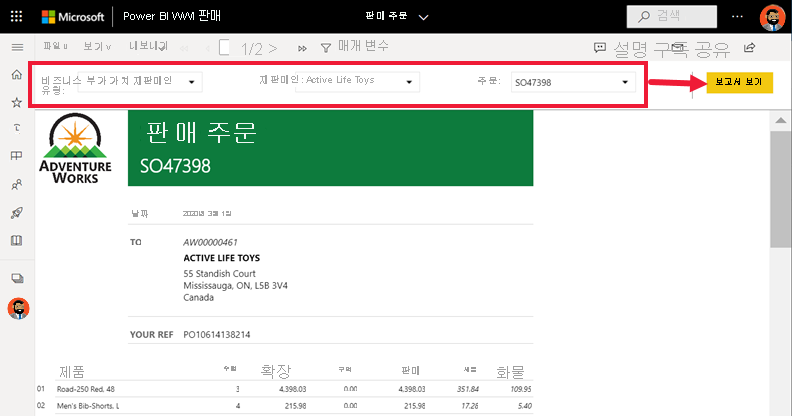 Microsoft Power BI WWI 판매 판매 주문 검색
파일 보기 내보내기 1/2 > 매개 변수 설명 구독 공유
비즈니스 부가가치 재판매인
유형: 재판매인: Active Life Toys 주문: SO47398 보고서 보기
판매 주문
SO47398
ADVENTURE
WORKS
날짜 2020년 3월 1일
TO AW00000461
ACTIVE LIFE TOYS
55 Standish Court
Mississauga, ON, L5B 3V4
Canada
YOUR REF PO10614138214
제품 수량 확장 판매 세율 화물
01 Road-250 Red, 48 3 4,398.03 0.00 4,398.03 351.84 109.95
02 Men's Bib-Shorts, L 4 215.98 0.00 215.98 17.28 5.40